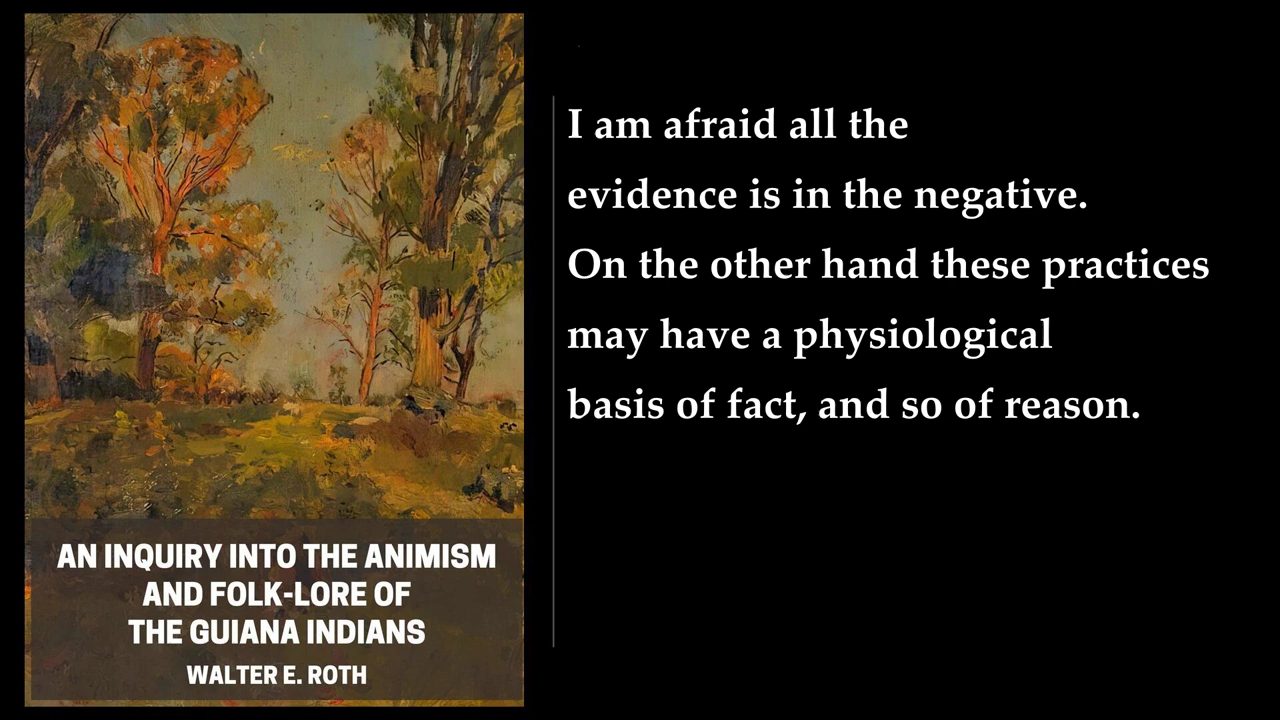 I am afraid all the
evidence is in the negative.
On the other hand these practices
may have a physiological
basis of fact, and so of reason.
AN INQUIRY INTO THE ANIMISM
AND FOLK-LORE OF
THE GUIANA INDIANS
WALTER E. ROTH